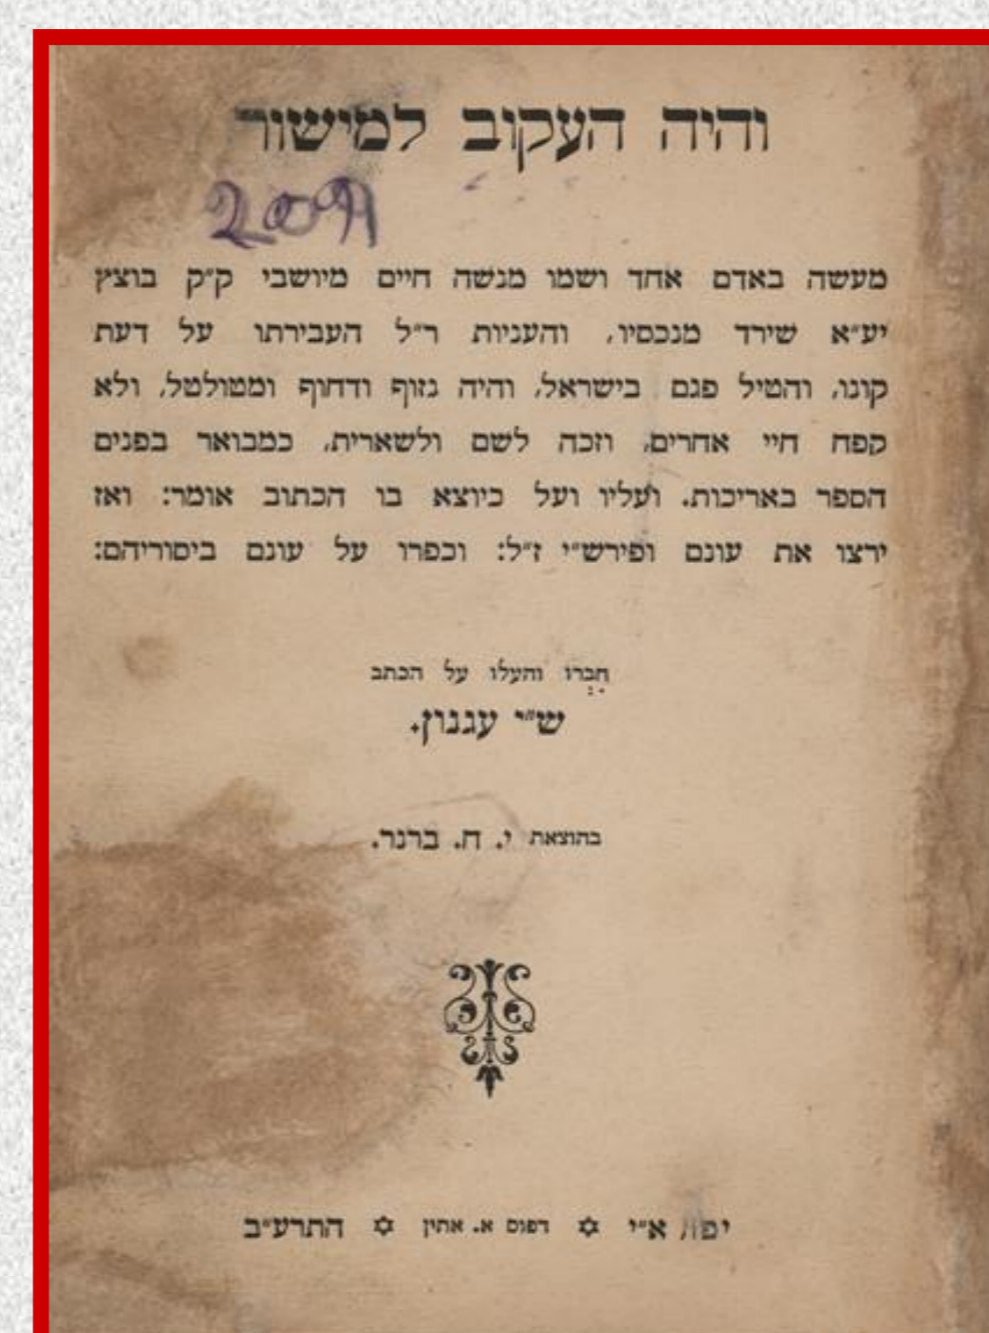 והיה העקוב למישור
2091
מעשה באדם אחד ושמו מנשה חיים מיושבי ק״ק בוצץ
יע״א שירד מנכסיו, והעניות ר״ל העבירתו על דעת
קונו, והטיל פגם בישראל, והיה נזוף ודחוף ומטולטל, ולא
קפח חיי אחרים, וזכה לשם ולשארית, כמבואר בפנים
הספר באריכות. ועליו ועל כיוצא בו הכתוב אומר: ואז
ירצו את עונם ופירש״י ז״ל: וכפרו על עונם ביסוריהם:
חִבְּרו והעלו על הכתב
ש״י עגנון.
בהוצאת י. ח. ברנר.
יפו, א״י ✡ דפוס א. אתין ✡ התרע״ב